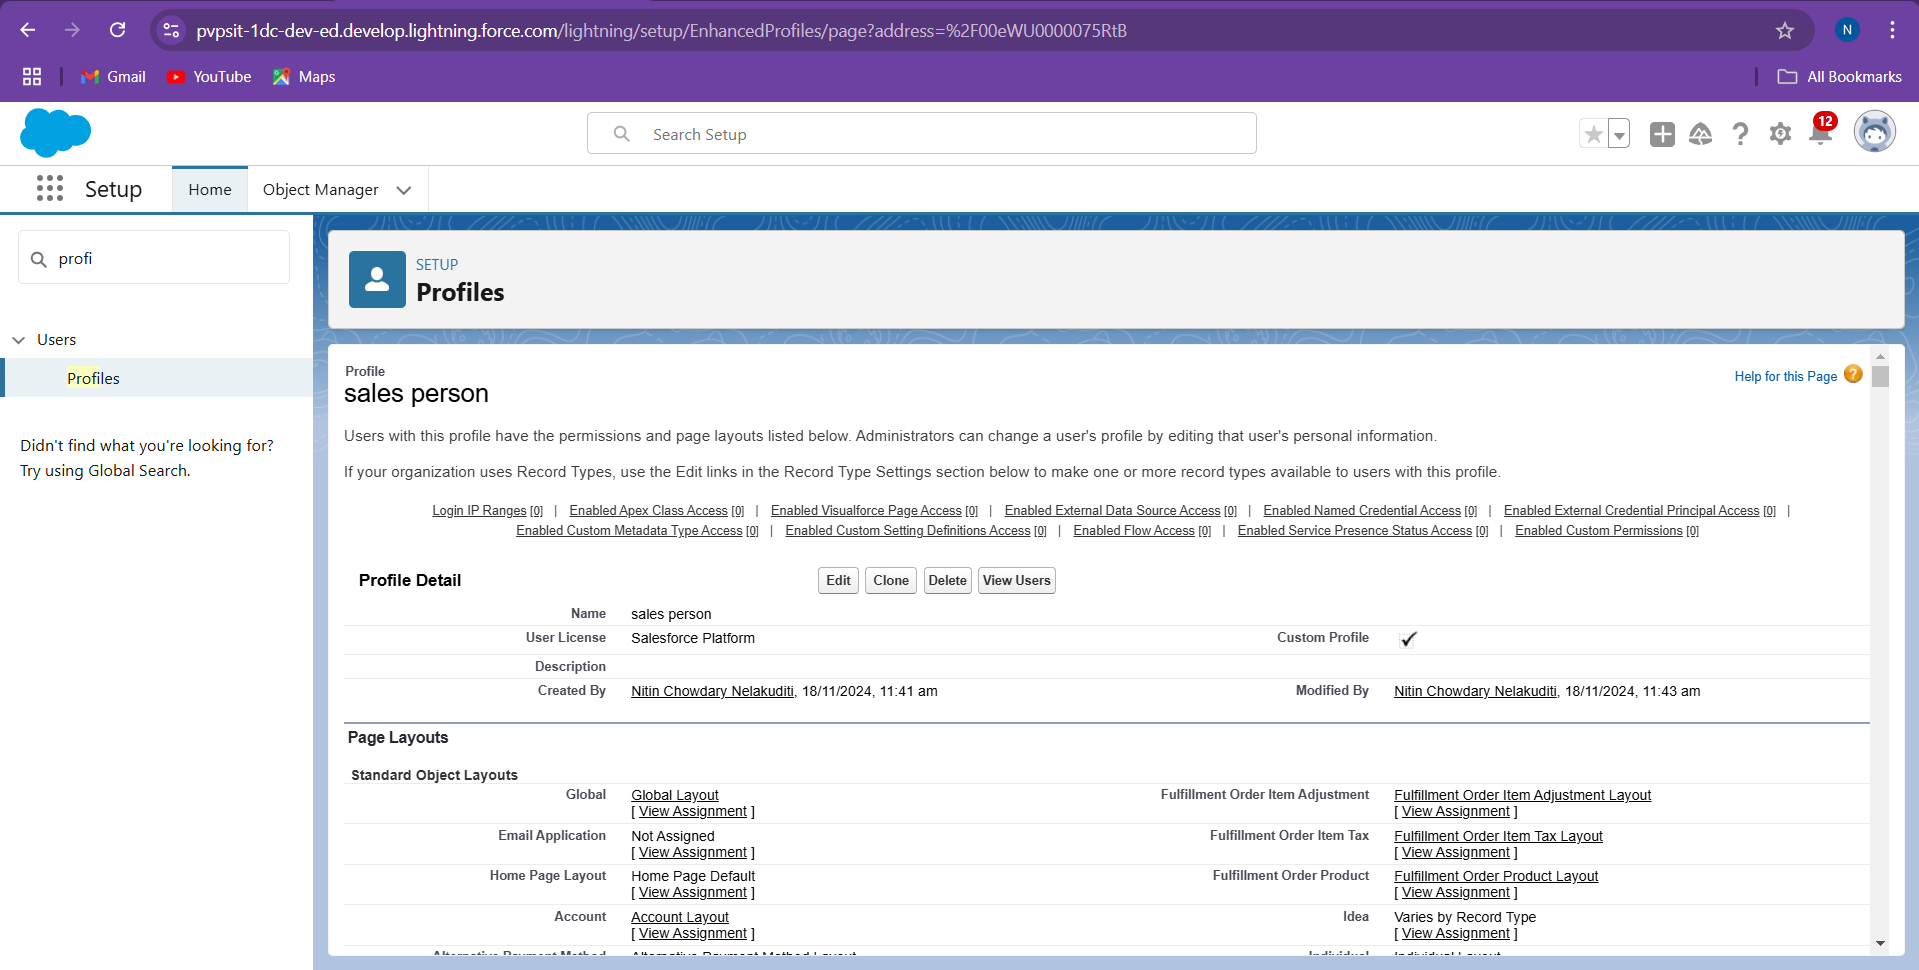 pvpsit-1dc-dev-ed.develop.lightning.force.com/lightning/setup/EnhancedProfiles/page?address=%2F00eWU0000075RtB
N
Gmail YouTube Maps All Bookmarks
Search Setup
12
Setup Home Object Manager
profi
Users
Profiles
Didn't find what you're looking for?
Try using Global Search.
SETUP
Profiles
Profile
sales person
Help for this Page ?
Users with this profile have the permissions and page layouts listed below. Administrators can change a user's profile by editing that user's personal information.
If your organization uses Record Types, use the Edit links in the Record Type Settings section below to make one or more record types available to users with this profile.
Login IP Ranges [0] | Enabled Apex Class Access [0] | Enabled Visualforce Page Access [0] | Enabled External Data Source Access [0] | Enabled Named Credential Access [0] | Enabled External Credential Principal Access [0] |
Enabled Custom Metadata Type Access [0] | Enabled Custom Setting Definitions Access [0] | Enabled Flow Access [0] | Enabled Service Presence Status Access [0] | Enabled Custom Permissions [0]
Profile Detail Edit Clone Delete View Users
Name sales person
User License Salesforce Platform Custom Profile
Description
Created By Nitin Chowdary Nelakuditi, 18/11/2024, 11:41 am Modified By Nitin Chowdary Nelakuditi, 18/11/2024, 11:43 am
Page Layouts
Standard Object Layouts
Global Global Layout Fulfillment Order Item Adjustment Fulfillment Order Item Adjustment Layout
[ View Assignment ] [ View Assignment ]
Email Application Not Assigned Fulfillment Order Item Tax Fulfillment Order Item Tax Layout
[ View Assignment ] [ View Assignment ]
Home Page Layout Home Page Default Fulfillment Order Product Fulfillment Order Product Layout
[ View Assignment ] [ View Assignment ]
Account Account Layout Idea Varies by Record Type
[ View Assignment ] [ View Assignment ]
Alternative Payment Method Alternative Payment Method Layout Individual Individual Layout